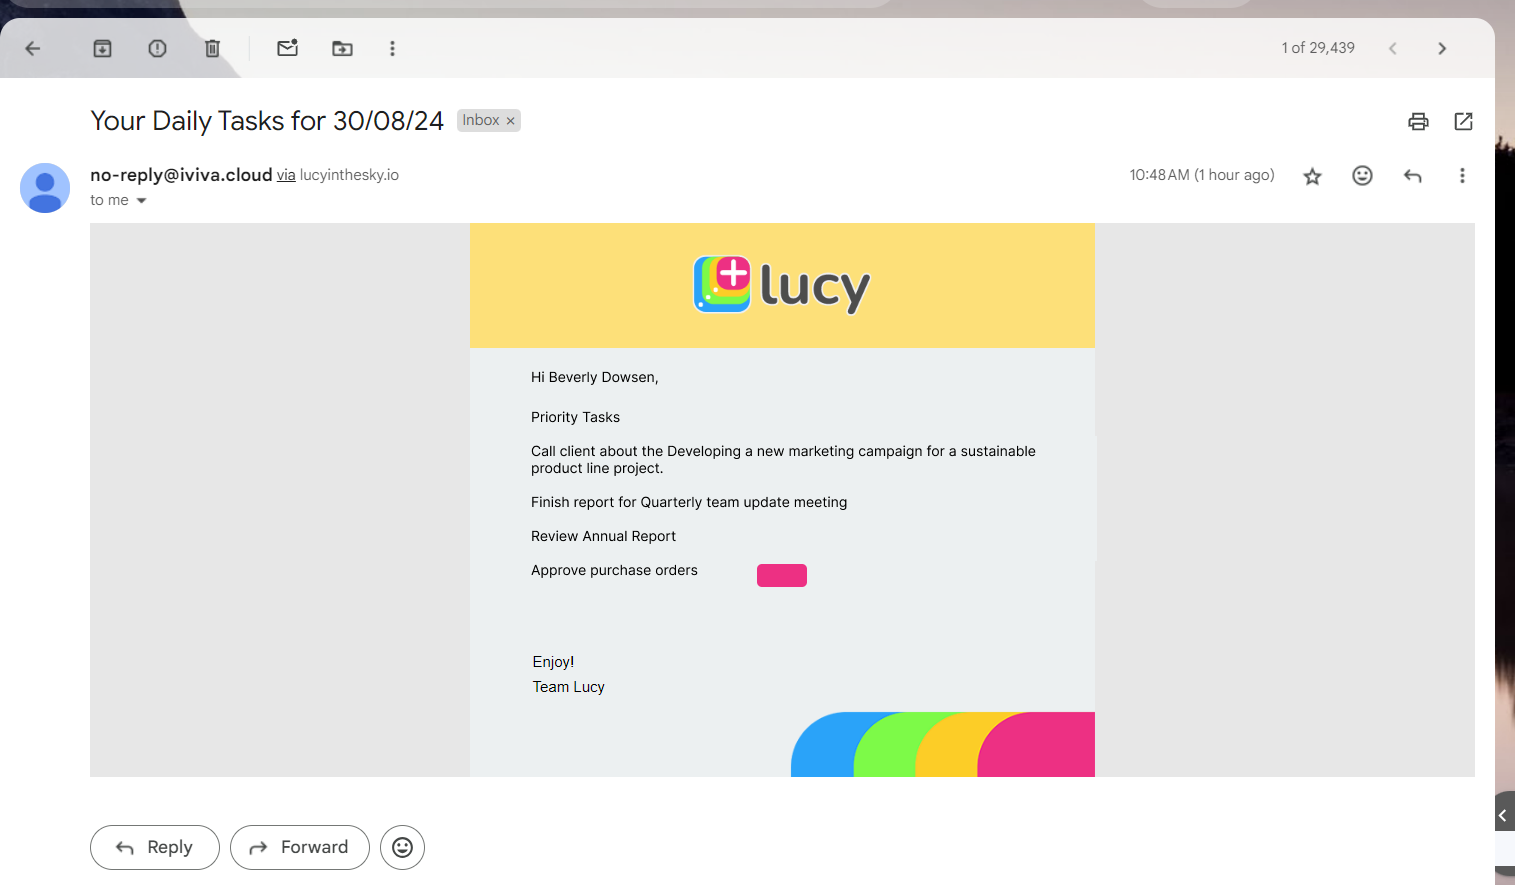 1 of 29,439
Your Daily Tasks for 30/08/24 Inbox ×
no-reply@iviva.cloud via lucyinthesky.io
10:48 AM (1 hour ago)
to me
lucy
Hi Beverly Dowsen,
Priority Tasks
Call client about the Developing a new marketing campaign for a sustainable
product line project.
Finish report for Quarterly team update meeting
Review Annual Report
Approve purchase orders
Enjoy!
Team Lucy
Reply
Forward